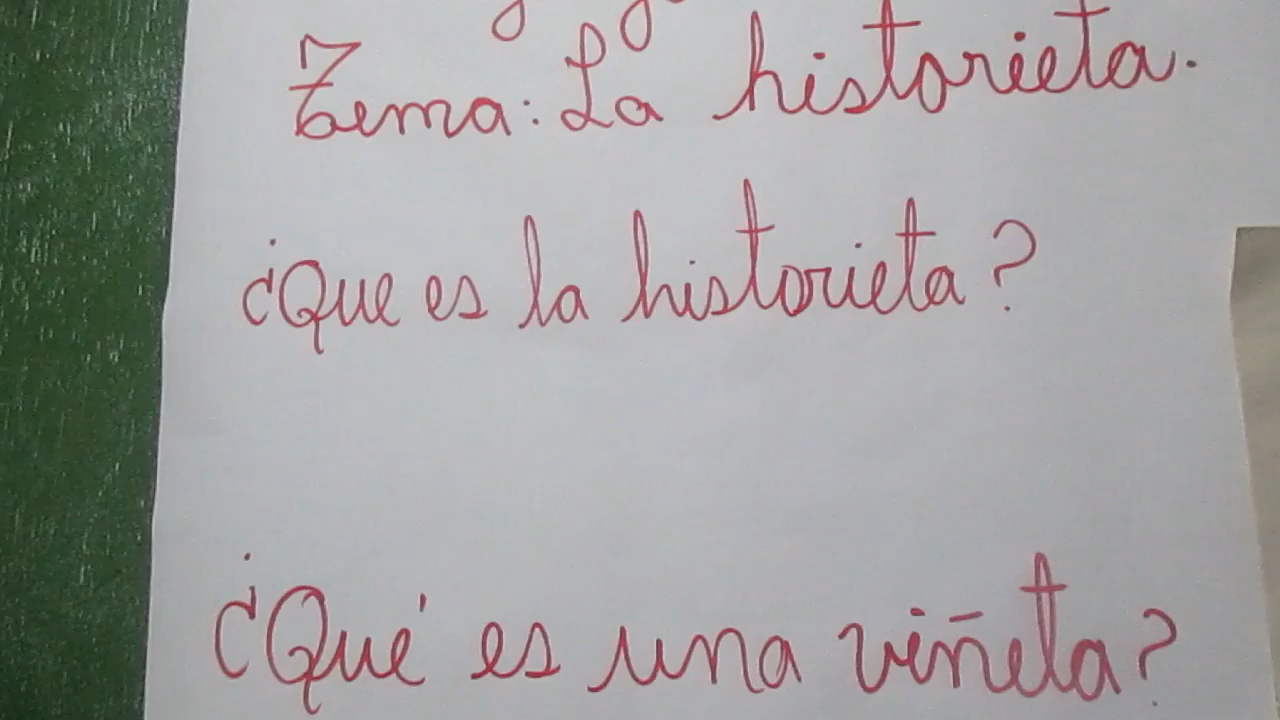 Tema: La historieta.
¿Que es la historieta?
¿Qué es una viñeta?